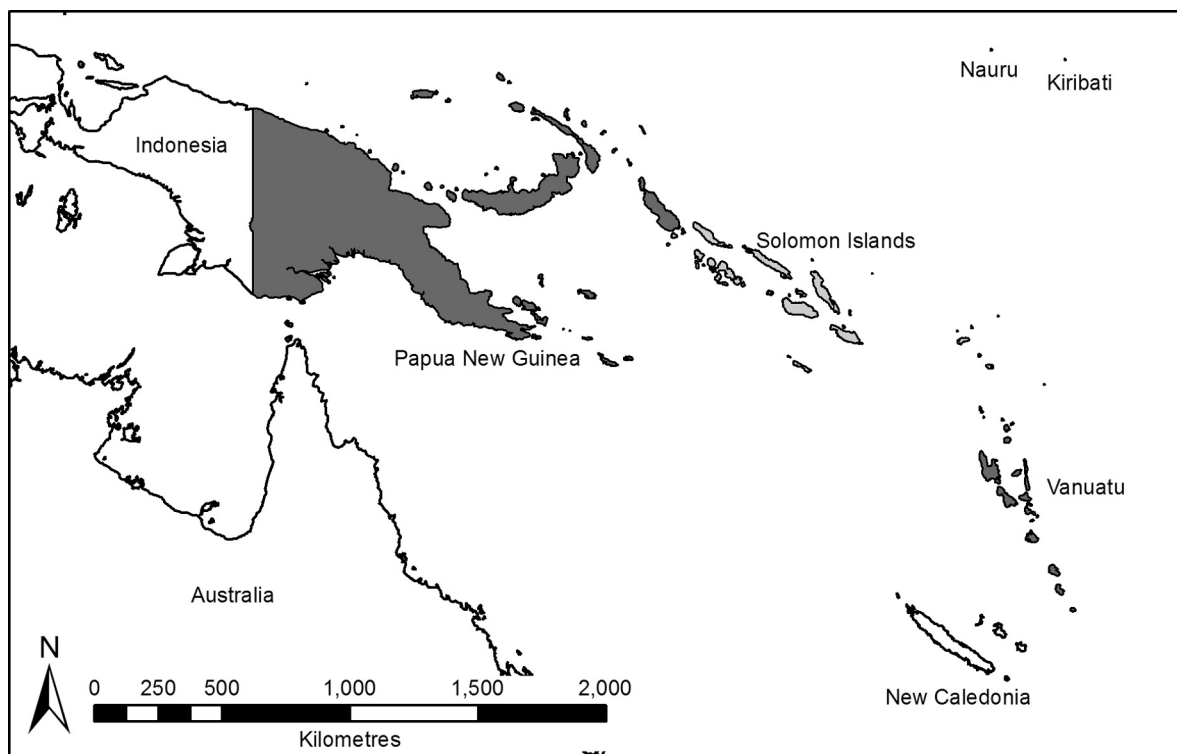 Nauru
Kiribati
Indonesia
Solomon Islands
Papua New Guinea
Vanuatu
Australia
New Caledonia
N
0 250 500 1,000 1,500 2,000
Kilometres